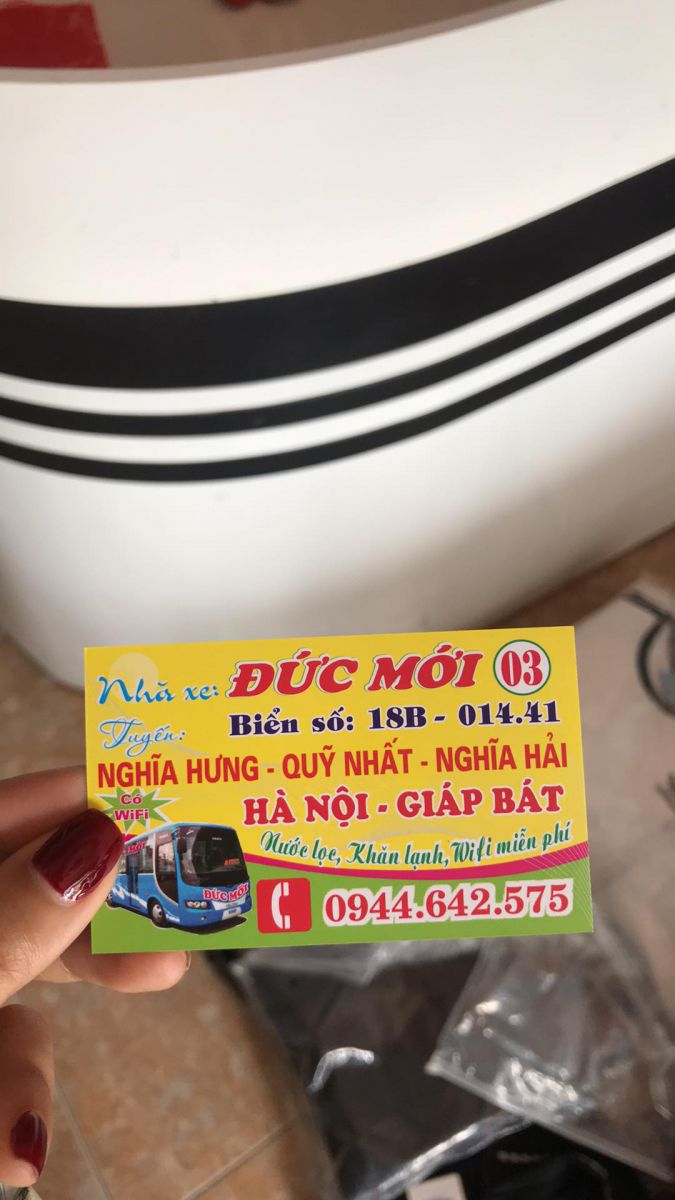 Nhà xe: ĐỨC MỚI 03
Biển số: 18B - 014.41
Tuyến:
NGHĨA HƯNG - QUỸ NHẤT - NGHĨA HẢI
HÀ NỘI - GIÁP BÁT
Có
WiFi
Nước lọc, Khăn lạnh, Wifi miễn phí
ĐỨC MỚI
0944.642.575